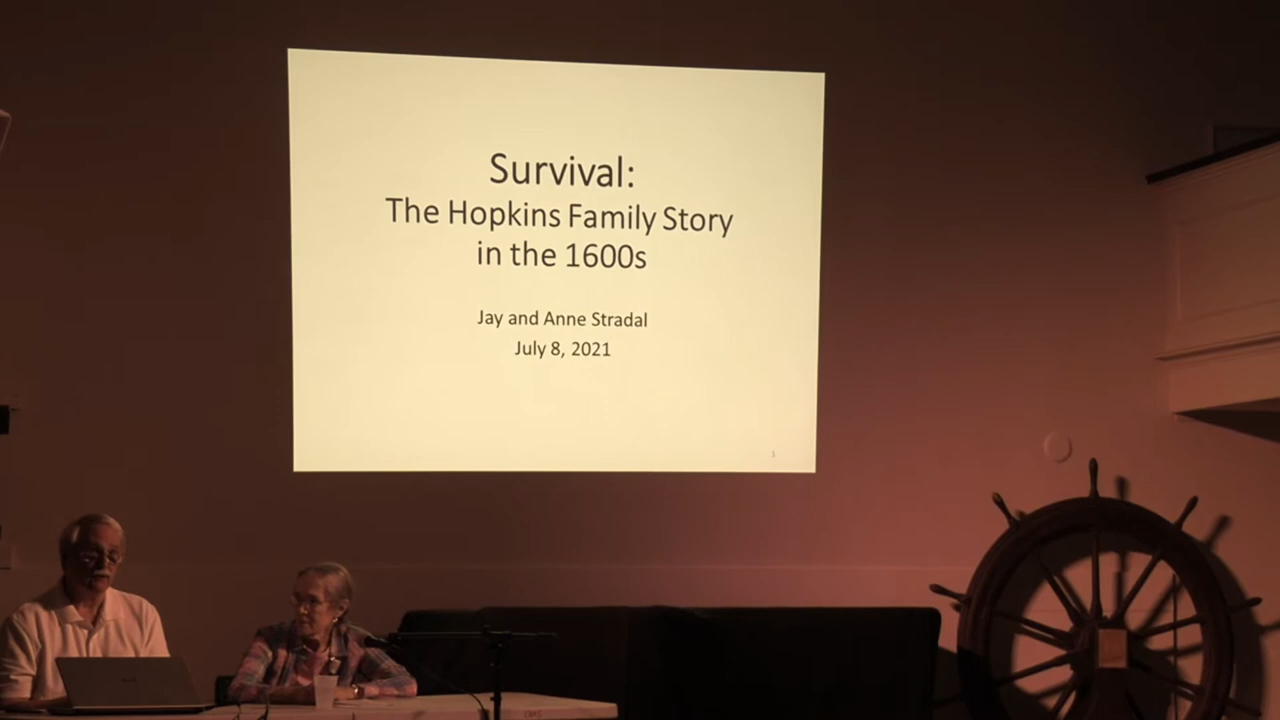 Survival:
The Hopkins Family Story
in the 1600s
Jay and Anne Stradal
July 8, 2021